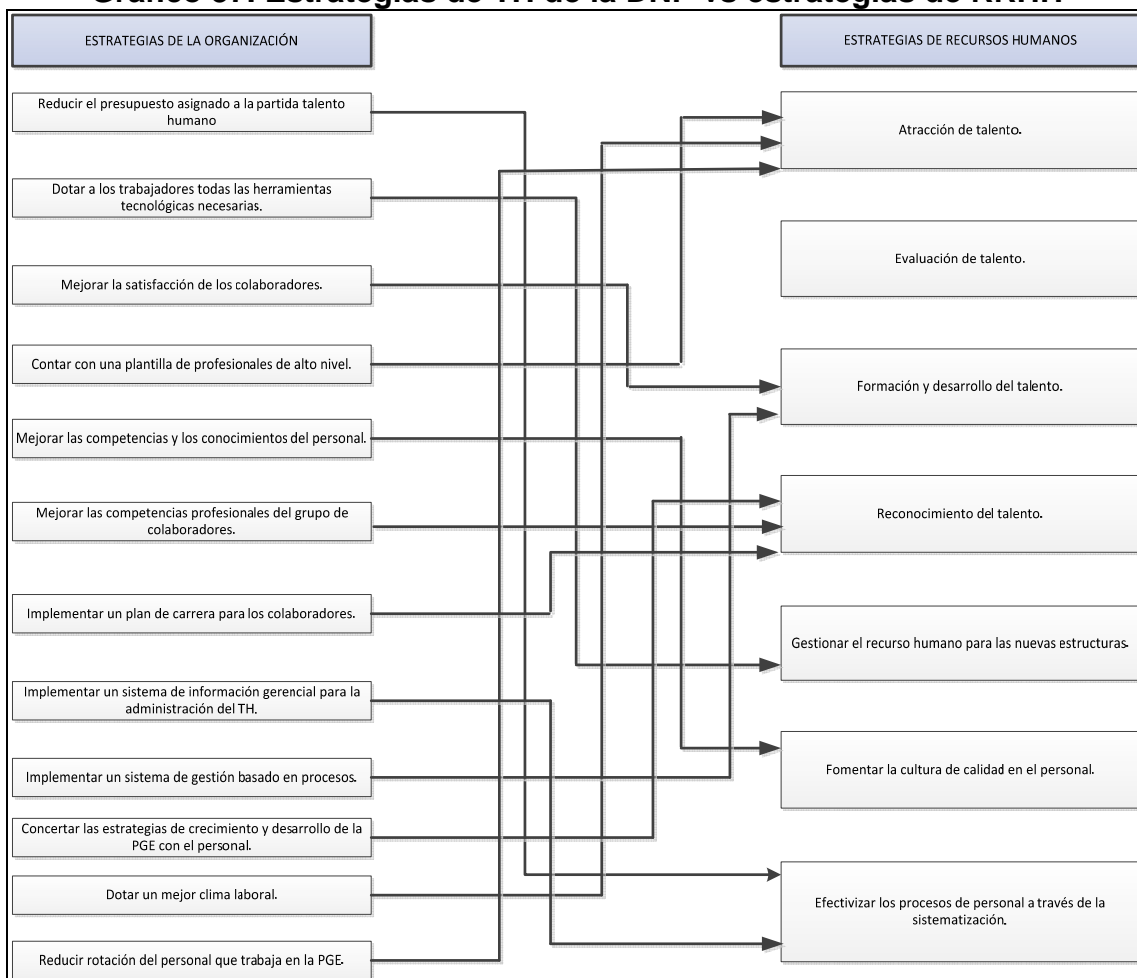 ESTRATEGIAS DE LA ORGANIZACIÓN
Reducir el presupuesto asignado a la partida talento
humano
Dotar a los trabajadores todas las herramientas
tecnológicas necesarias.
Mejorar la satisfacción de los colaboradores.
Contar con una plantilla de profesionales de alto nivel.
Mejorar las competencias y los conocimientos del personal.
Mejorar las competencias profesionales del grupo de
colaboradores.
Implementar un plan de carrera para los colaboradores.
Implementar un sistema de información gerencial para la
administración del TH.
Implementar un sistema de gestión basado en procesos.
Concertar las estrategias de crecimiento y desarrollo de la
PGE con el personal.
Dotar un mejor clima laboral.
Reducir rotación del personal que trabaja en la PGE.
ESTRATEGIAS DE RECURSOS HUMANOS
Atracción de talento.
Evaluación de talento.
Formación y desarrollo del talento.
Reconocimiento del talento.
Gestionar el recurso humano para las nuevas estructuras.
Fomentar la cultura de calidad en el personal.
Efectivizar los procesos de personal a través de la
sistematización.